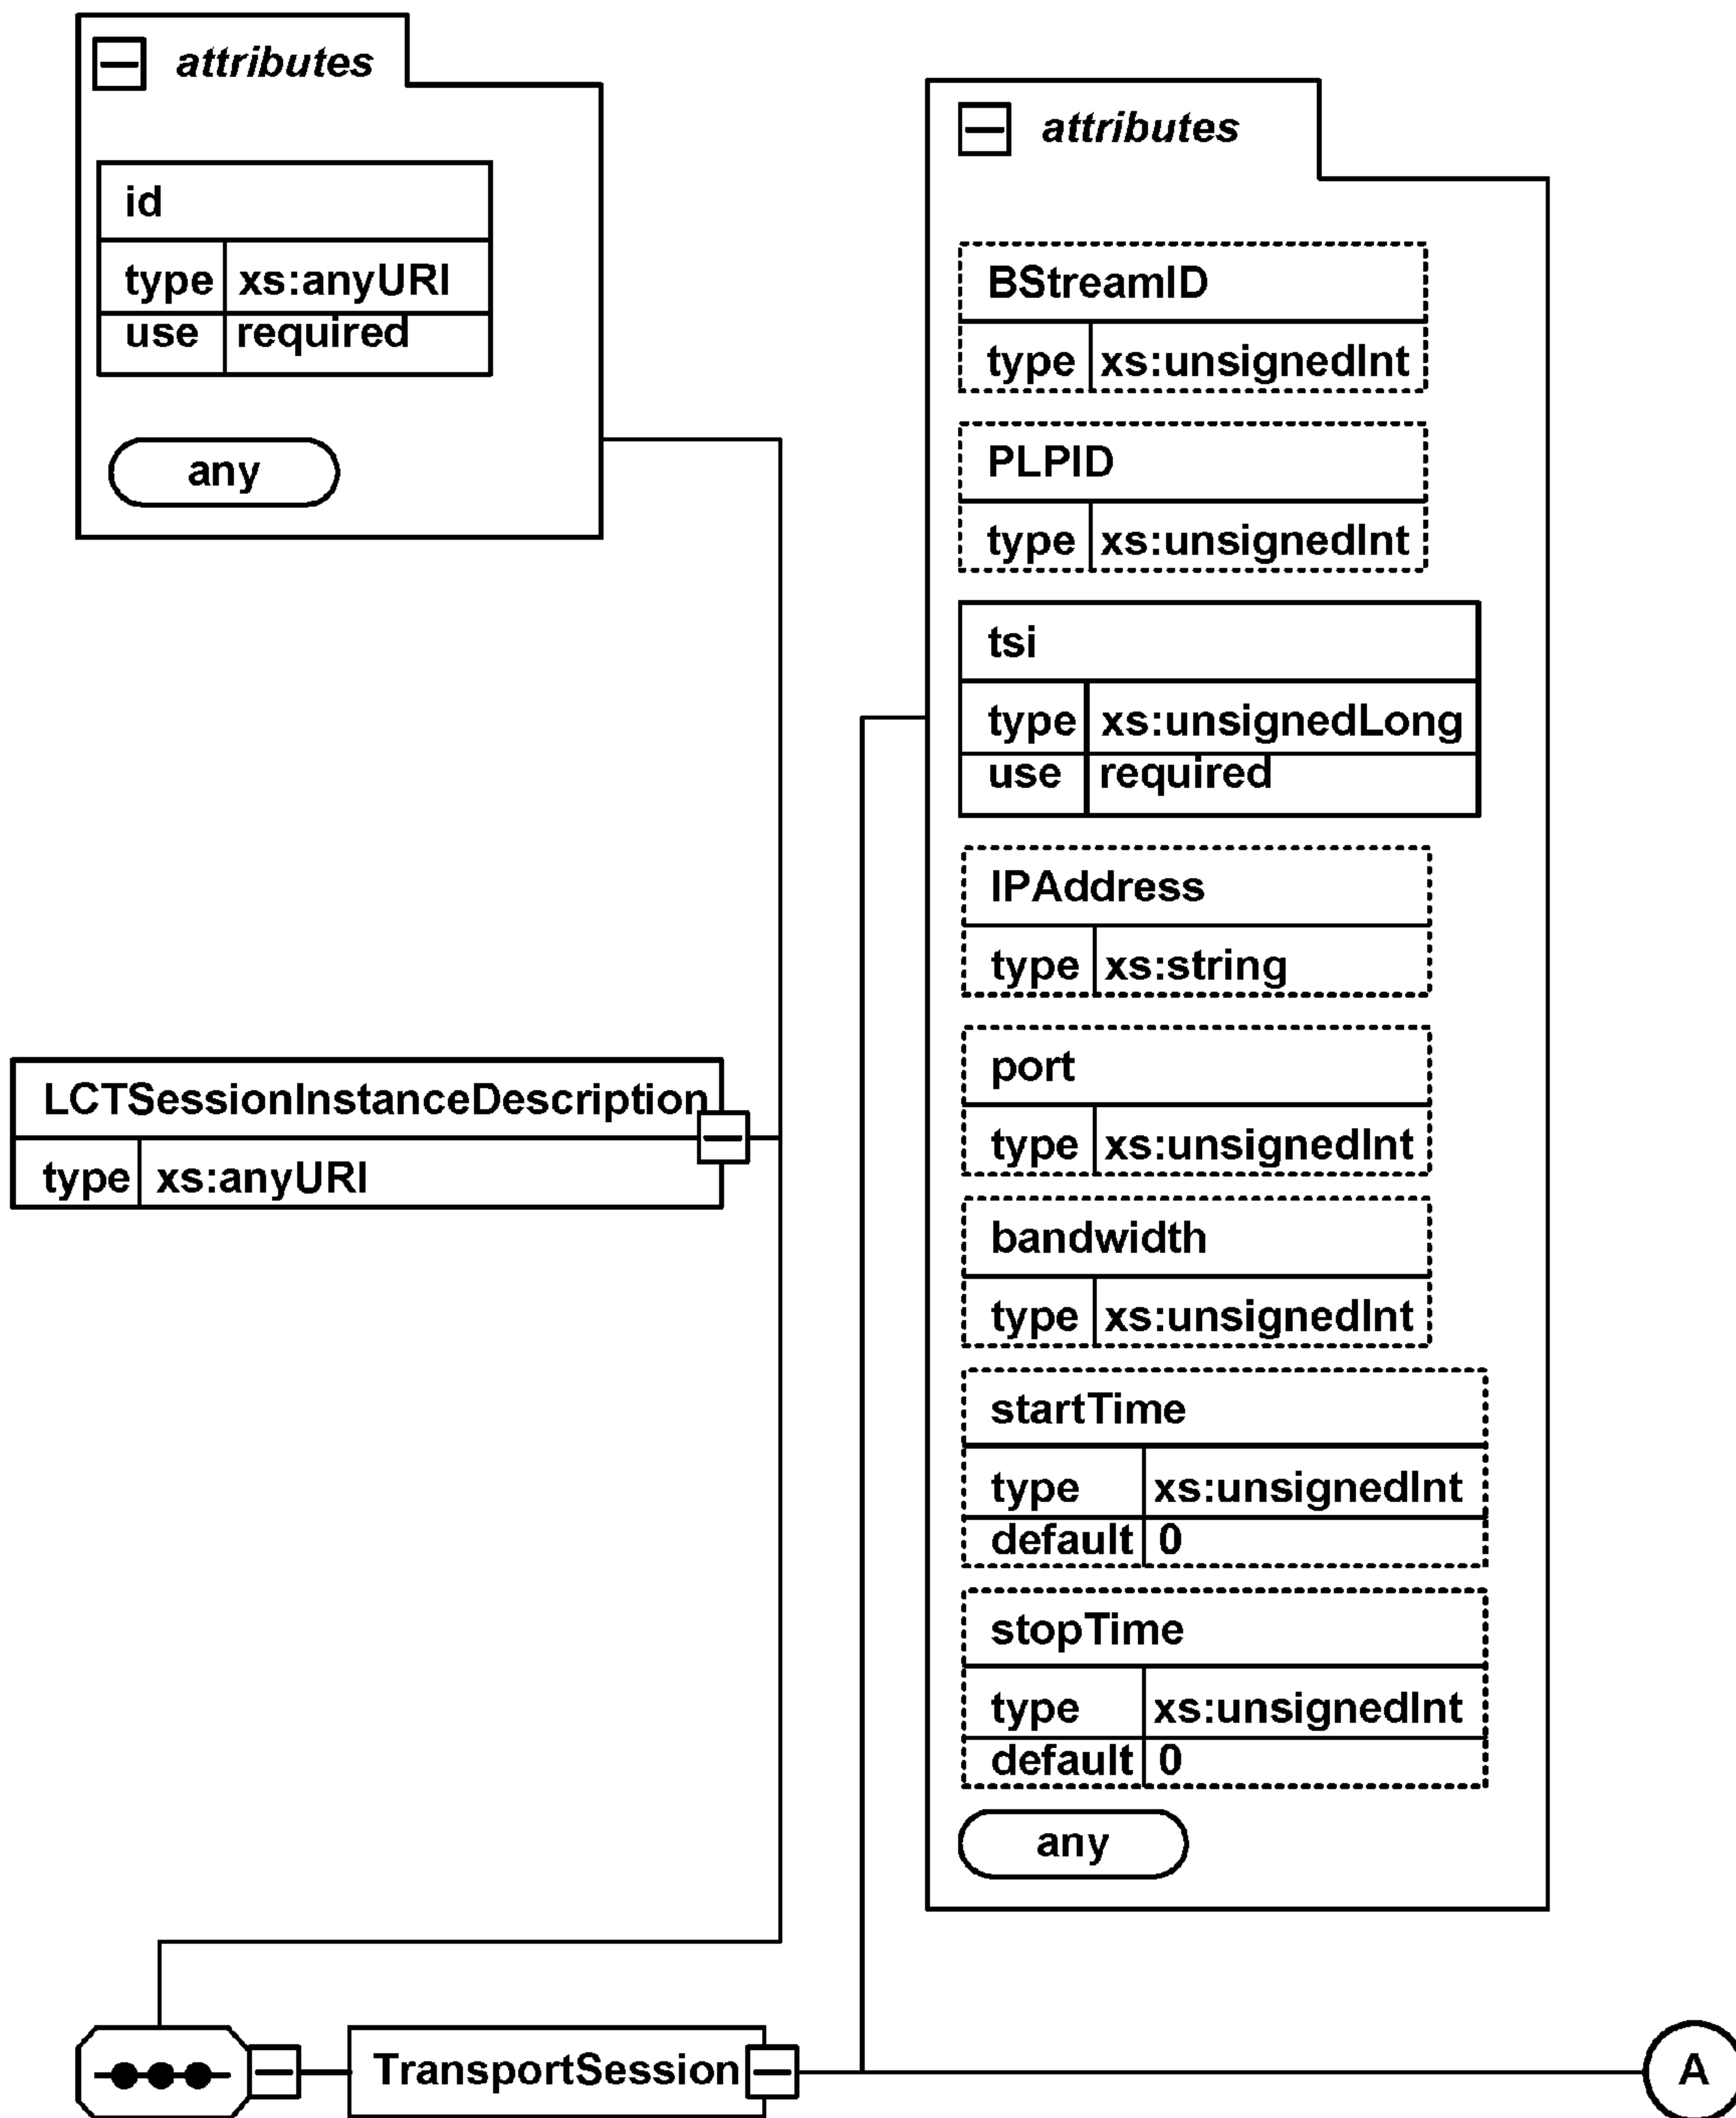 attributes
id
type xs:anyURI
use required
any
LCTSessionInstanceDescription
type xs:anyURI
attributes
BStreamID
type xs:unsignedInt
PLPID
type xs:unsignedInt
tsi
type xs:unsignedLong
use required
IPAddress
type xs:string
port
type xs:unsignedInt
bandwidth
type xs:unsignedInt
startTime
type xs:unsignedInt
default 0
stopTime
type xs:unsignedInt
default 0
any
TransportSession
A